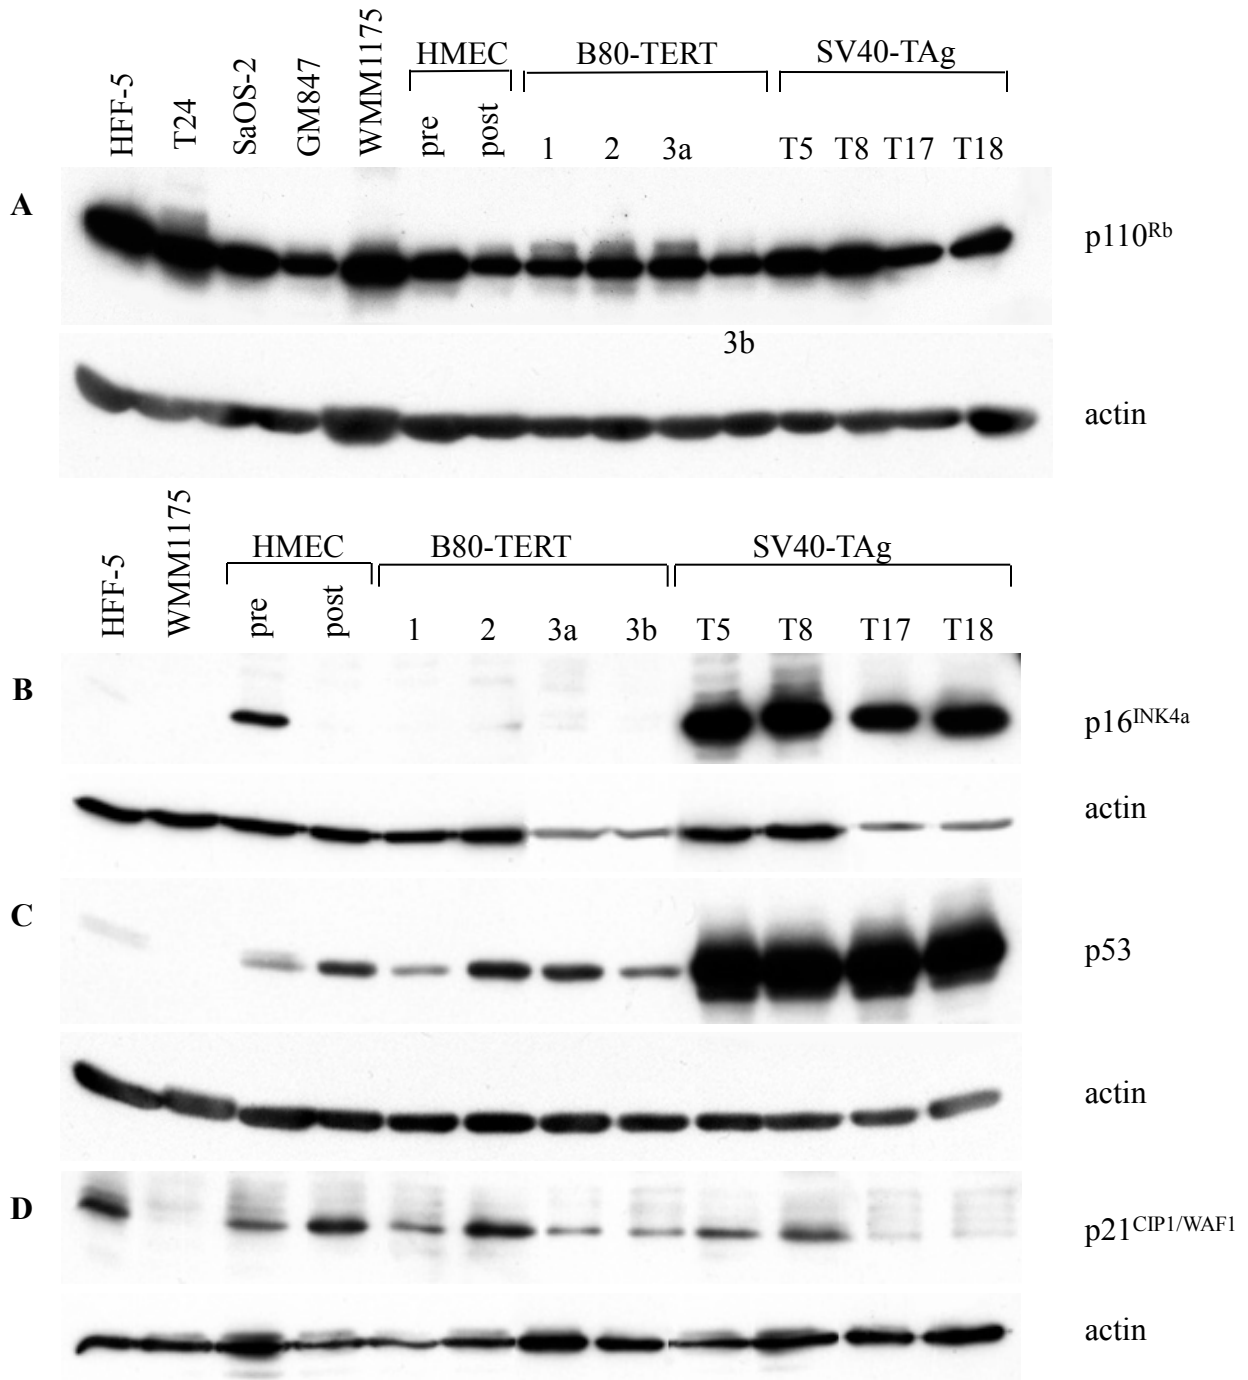 HFF-5 T24 SaOS-2 GM847 WMM1175 HMEC B80-TERT SV40-TAg
pre post 1 2 3a T5 T8 T17 T18
A p110Rb
3b
actin
HFF-5 WMM1175 HMEC B80-TERT SV40-TAg
pre post 1 2 3a 3b T5 T8 T17 T18
B p16INK4a
actin
C p53
actin
D p21CIP1/WAF1
actin